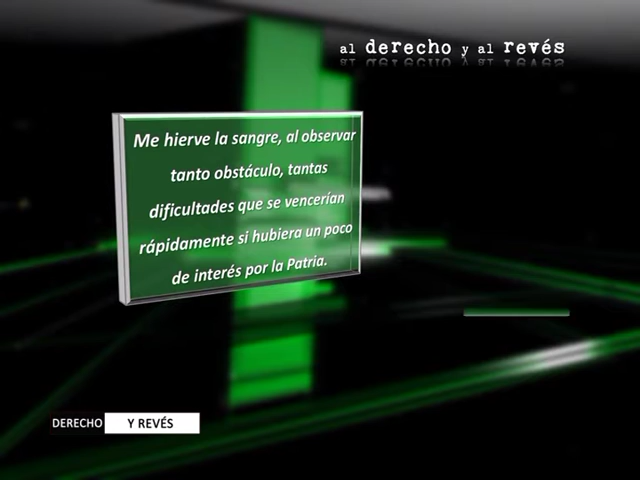 al derecho y al revés
Me hierve la sangre, al observar
tanto obstáculo, tantas
dificultades que se vencerían
rápidamente si hubiera un poco
de interés por la Patria.
DERECHO Y REVÉS